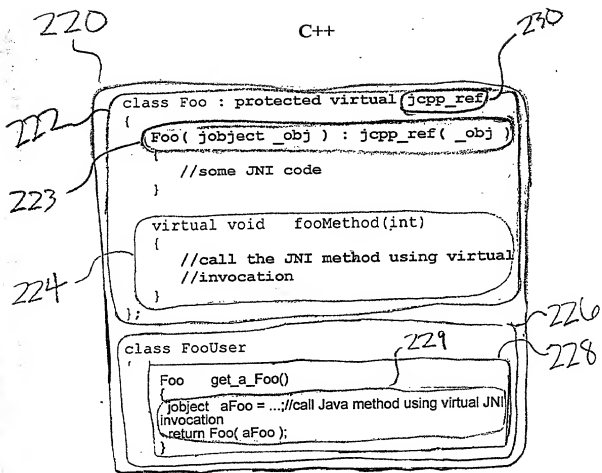 220
C++
230
class Foo : protected virtual jcpp_ref
222
{
Foo( jobject _obj ) : jcpp_ref( _obj )
223
{
//some JNI code
}
virtual void fooMethod(int)
{
//call the JNI method using virtual
//invocation
224
}
};
226
class FooUser
229
228
{
Foo get_a_Foo()
{
jobject aFoo = ...;//call Java method using virtual JNI
invocation
return Foo( aFoo );
}